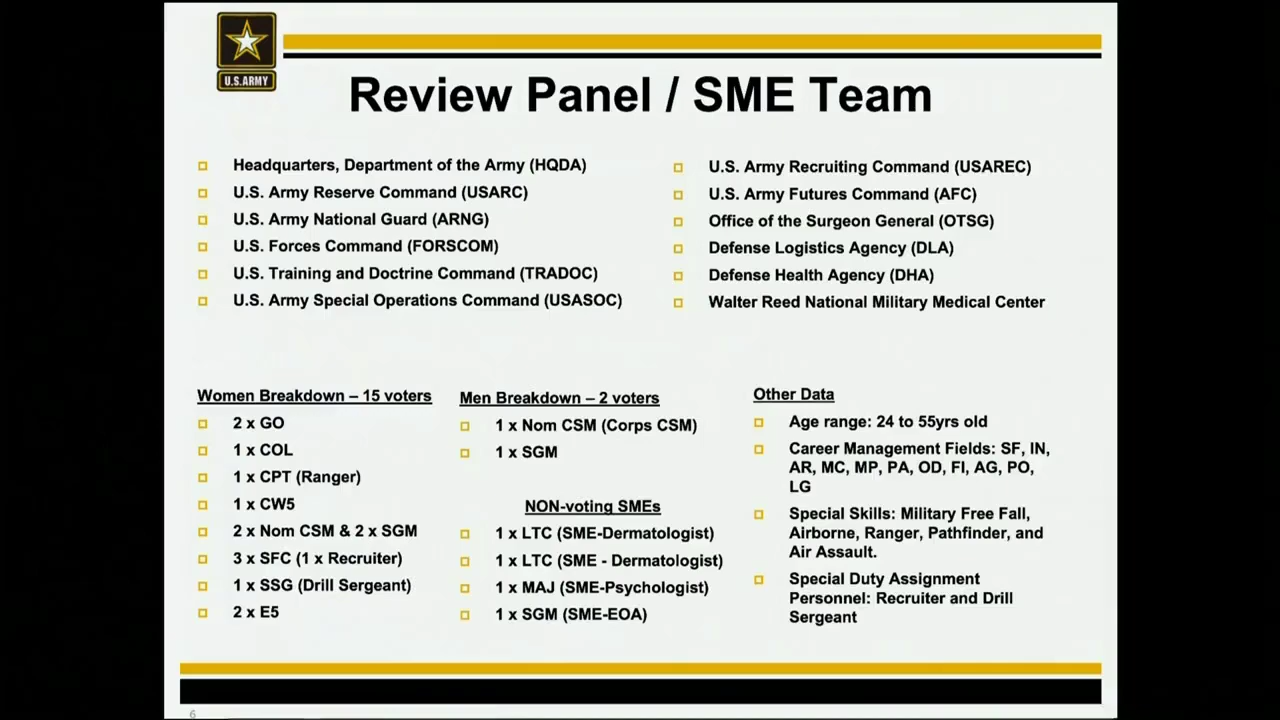 U.S.ARMY
Review Panel / SME Team
Headquarters, Department of the Army (HQDA)
U.S. Army Reserve Command (USARC)
U.S. Army National Guard (ARNG)
U.S. Forces Command (FORSCOM)
U.S. Training and Doctrine Command (TRADOC)
U.S. Army Special Operations Command (USASOC)
U.S. Army Recruiting Command (USAREC)
U.S. Army Futures Command (AFC)
Office of the Surgeon General (OTSG)
Defense Logistics Agency (DLA)
Defense Health Agency (DHA)
Walter Reed National Military Medical Center
Women Breakdown – 15 voters
2 x GO
1 x COL
1 x CPT (Ranger)
1 x CW5
2 x Nom CSM & 2 x SGM
3 x SFC (1 x Recruiter)
1 x SSG (Drill Sergeant)
2 x E5
Men Breakdown – 2 voters
1 x Nom CSM (Corps CSM)
1 x SGM
NON-voting SMEs
1 x LTC (SME-Dermatologist)
1 x LTC (SME - Dermatologist)
1 x MAJ (SME-Psychologist)
1 x SGM (SME-EOA)
Other Data
Age range: 24 to 55yrs old
Career Management Fields: SF, IN,
AR, MC, MP, PA, OD, FI, AG, PO,
LG
Special Skills: Military Free Fall,
Airborne, Ranger, Pathfinder, and
Air Assault.
Special Duty Assignment
Personnel: Recruiter and Drill
Sergeant
6